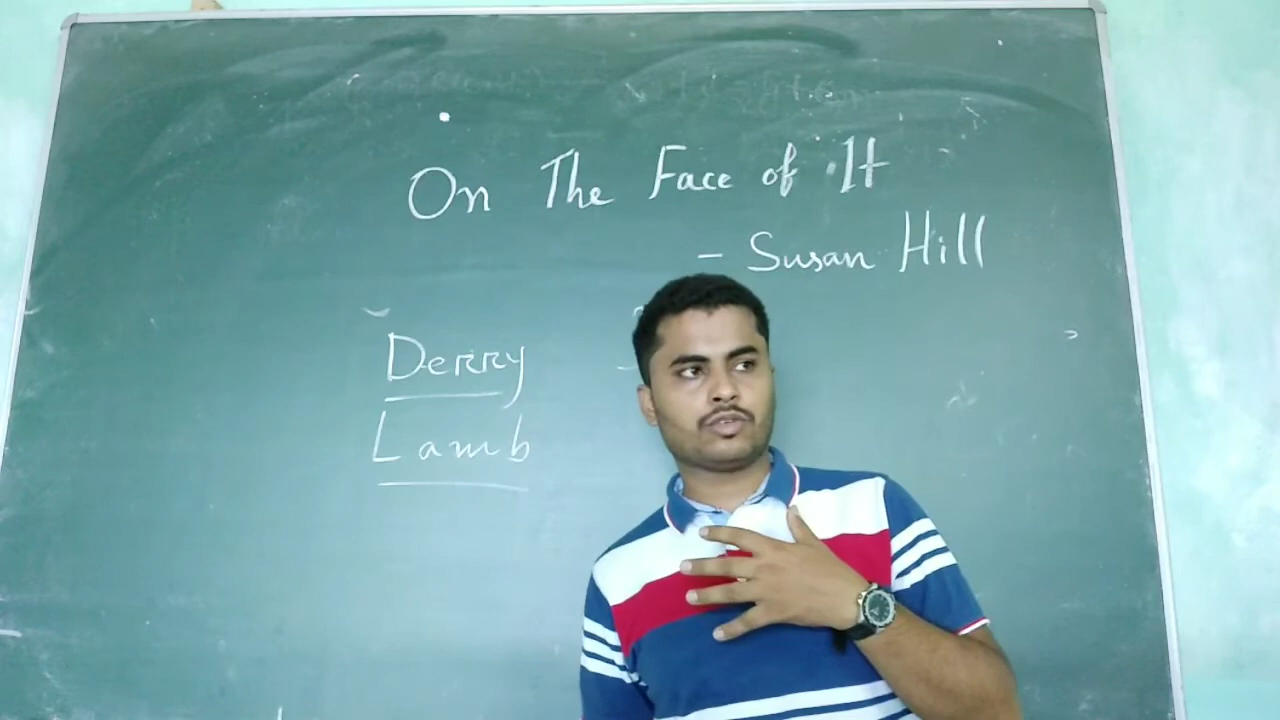 On The Face of It
- Susan Hill
Derry
Lamb